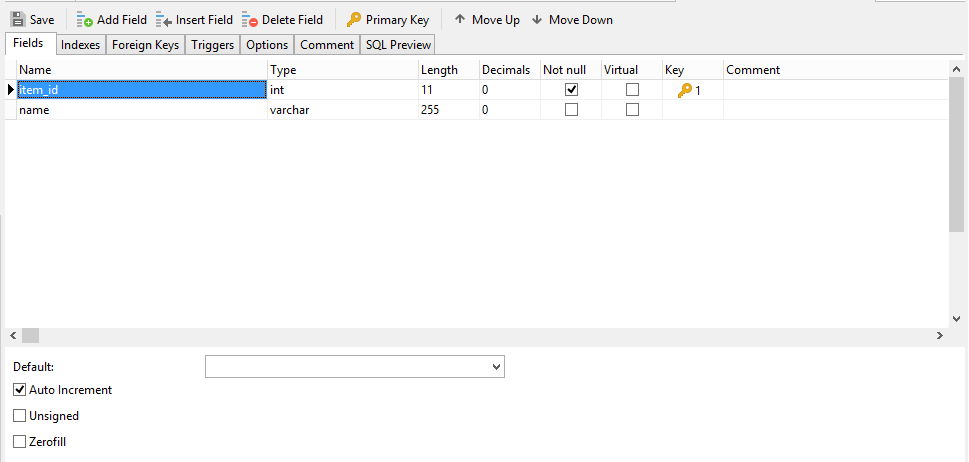 Save Add Field Insert Field Delete Field Primary Key Move Up Move Down
Fields Indexes Foreign Keys Triggers Options Comment SQL Preview
Name Type Length Decimals Not null Virtual Key Comment
item_id int 11 0 1
name varchar 255 0
Default:
Auto Increment
Unsigned
Zerofill